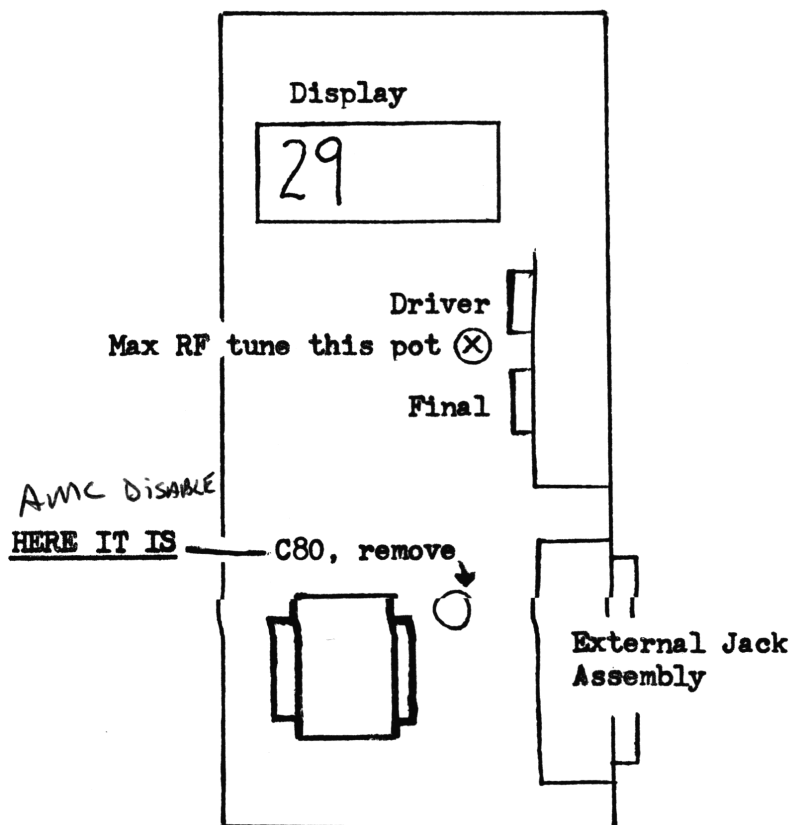 Display
29
Driver
Max RF tune this pot
Final
AMC DiSABLE
HERE IT IS
C80, remove
External Jack
Assembly